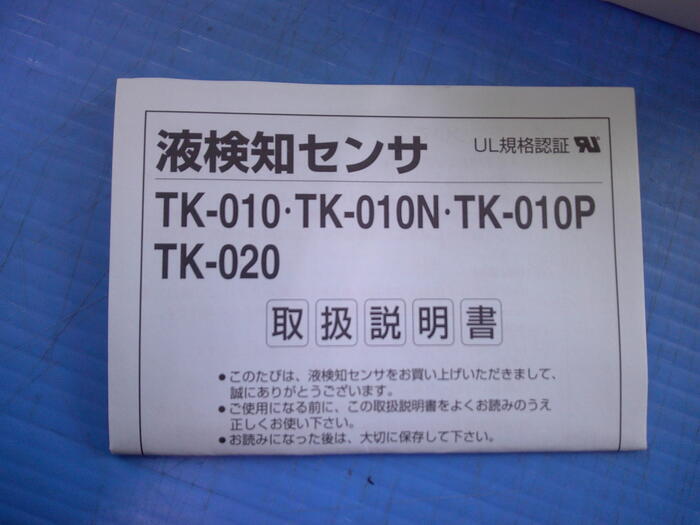 液検知センサ UL規格認証
TK-010・TK-010N・TK-010P
TK-020
取扱説明書
●このたびは、液検知センサをお買い上げいただきまして、
誠にありがとうございます。
●ご使用になる前に、この取扱説明書をよくお読みのうえ
正しくお使い下さい。
●お読みになった後は、大切に保存して下さい。